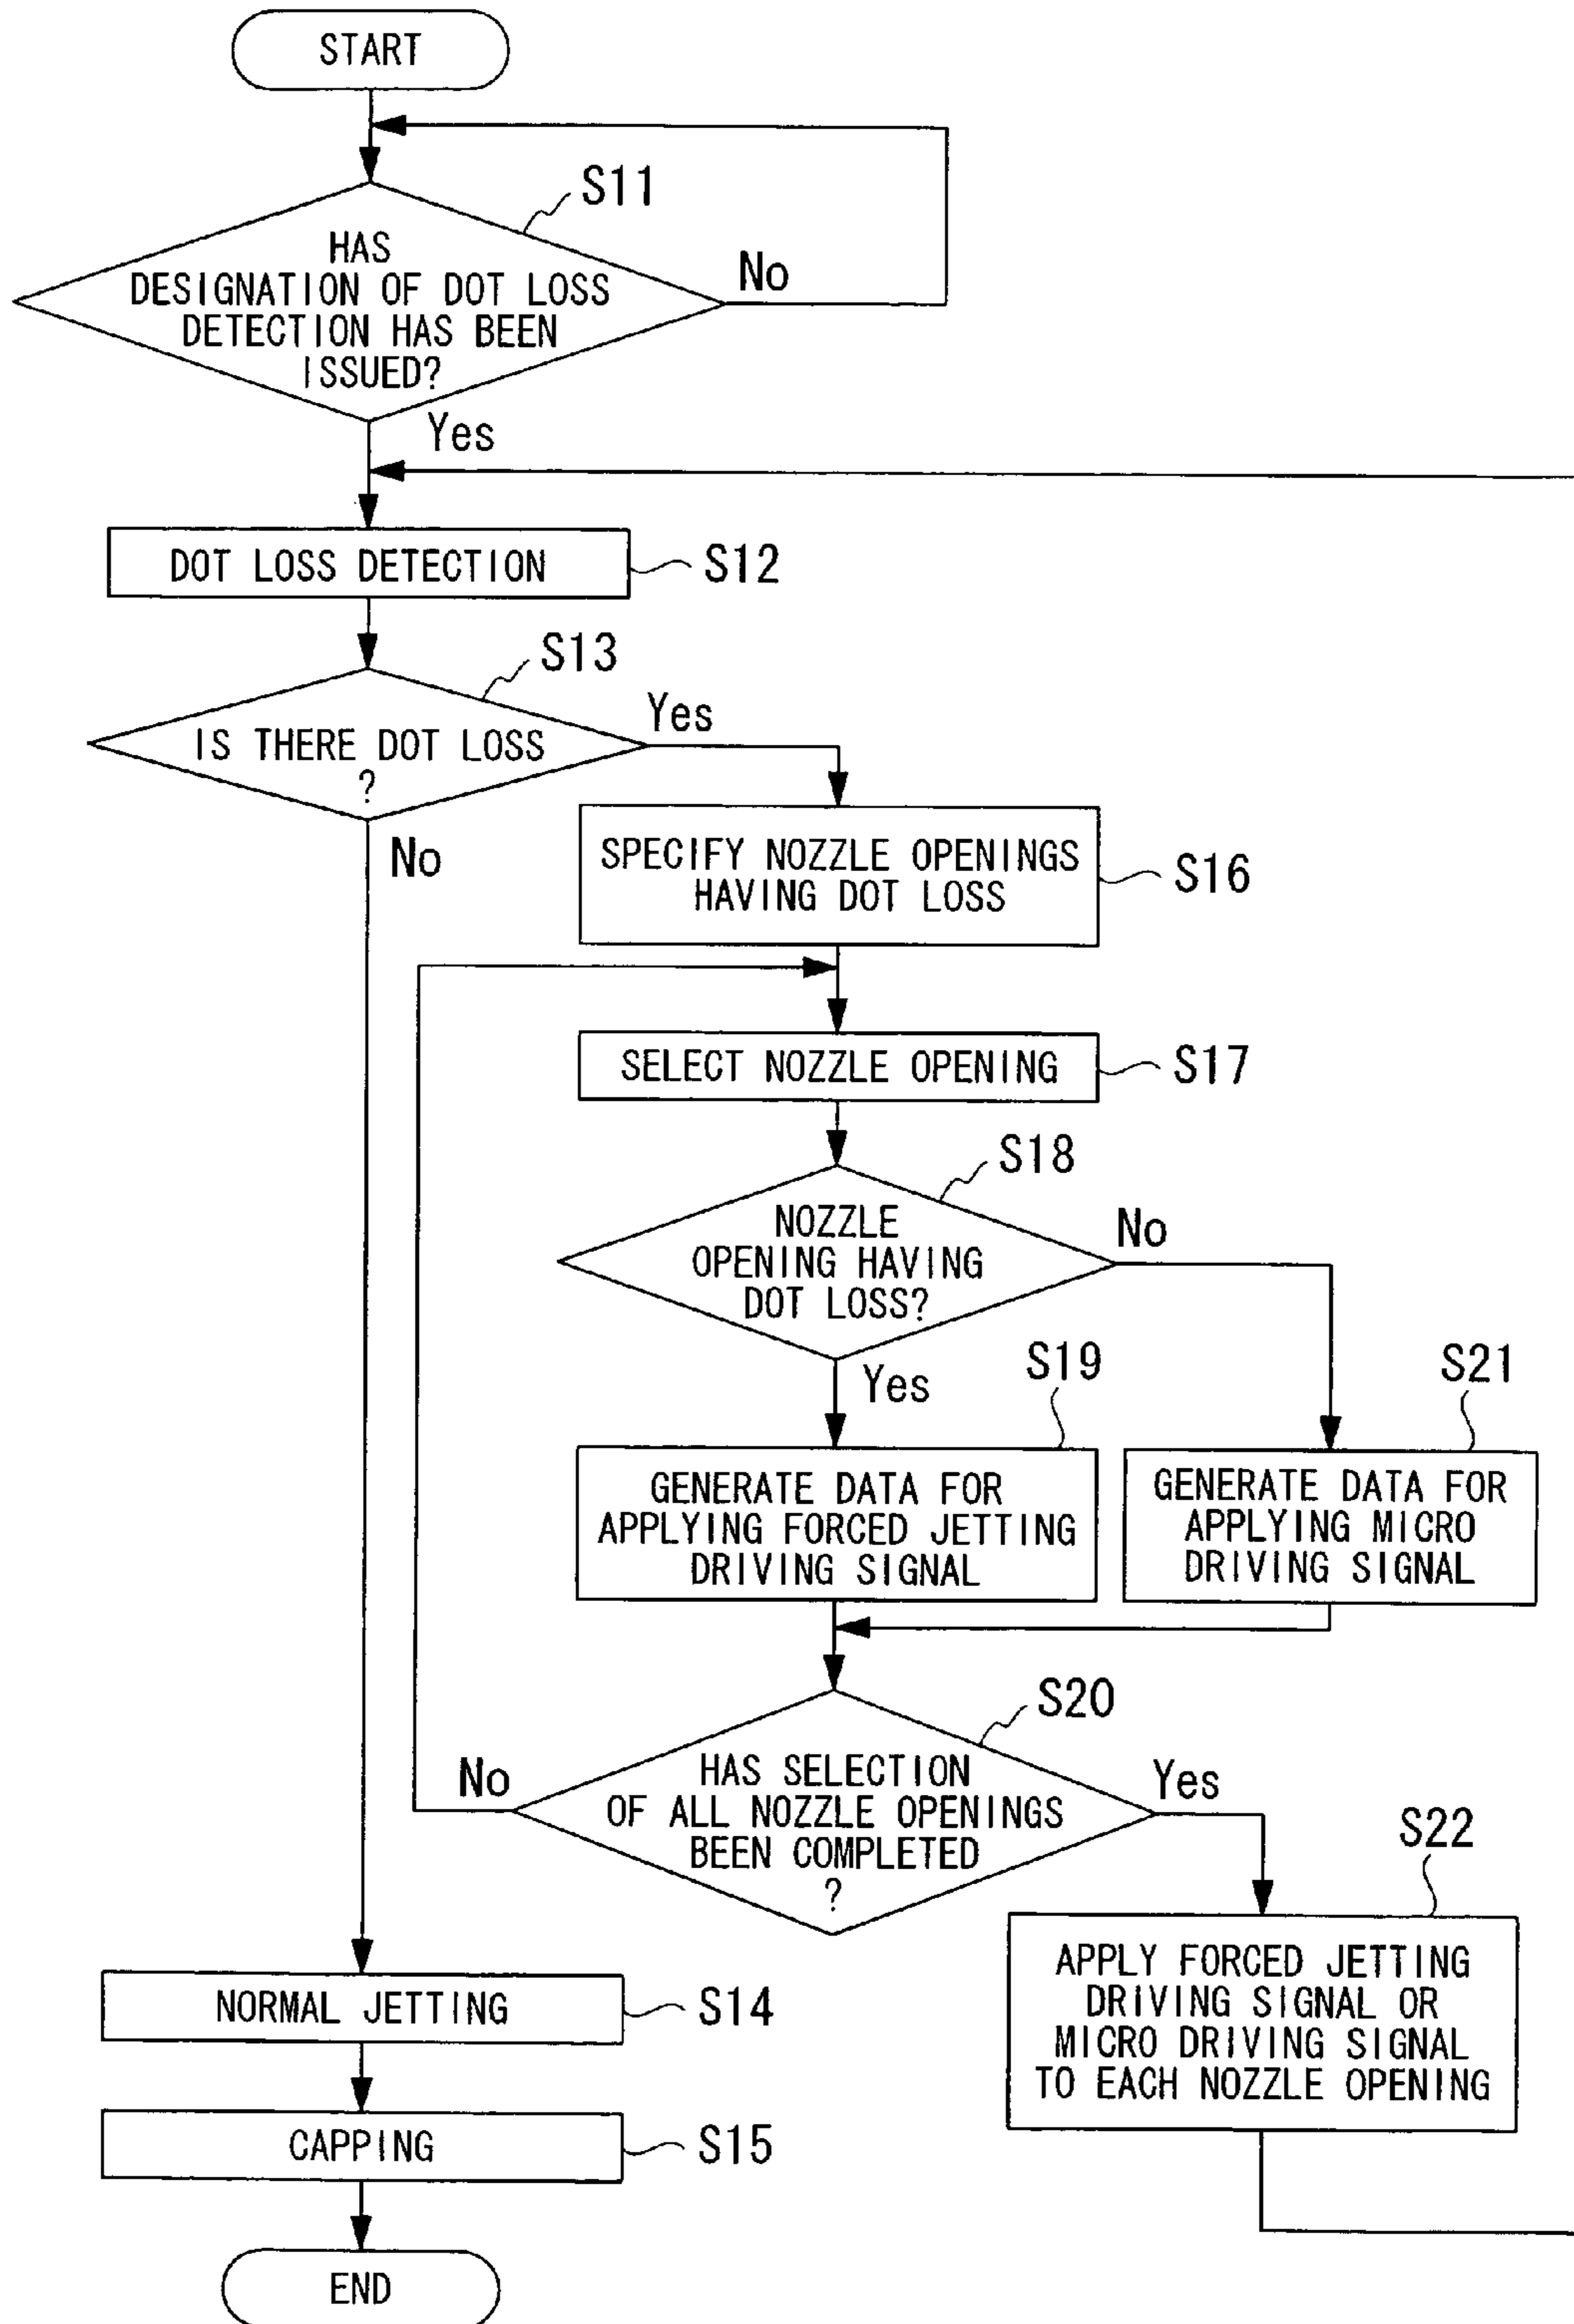 START
S11
HAS
DESIGNATION OF DOT LOSS
DETECTION HAS BEEN
ISSUED?
No
Yes
DOT LOSS DETECTION
S12
S13
IS THERE DOT LOSS
?
Yes
No
SPECIFY NOZZLE OPENINGS
HAVING DOT LOSS
S16
SELECT NOZZLE OPENING
S17
S18
NOZZLE
OPENING HAVING
DOT LOSS?
No
Yes
S19
S21
GENERATE DATA FOR
APPLYING FORCED JETTING
DRIVING SIGNAL
GENERATE DATA FOR
APPLYING MICRO
DRIVING SIGNAL
S20
HAS SELECTION
OF ALL NOZZLE OPENINGS
BEEN COMPLETED
?
No
Yes
S22
APPLY FORCED JETTING
DRIVING SIGNAL OR
MICRO DRIVING SIGNAL
TO EACH NOZZLE OPENING
NORMAL JETTING
S14
CAPPING
S15
END